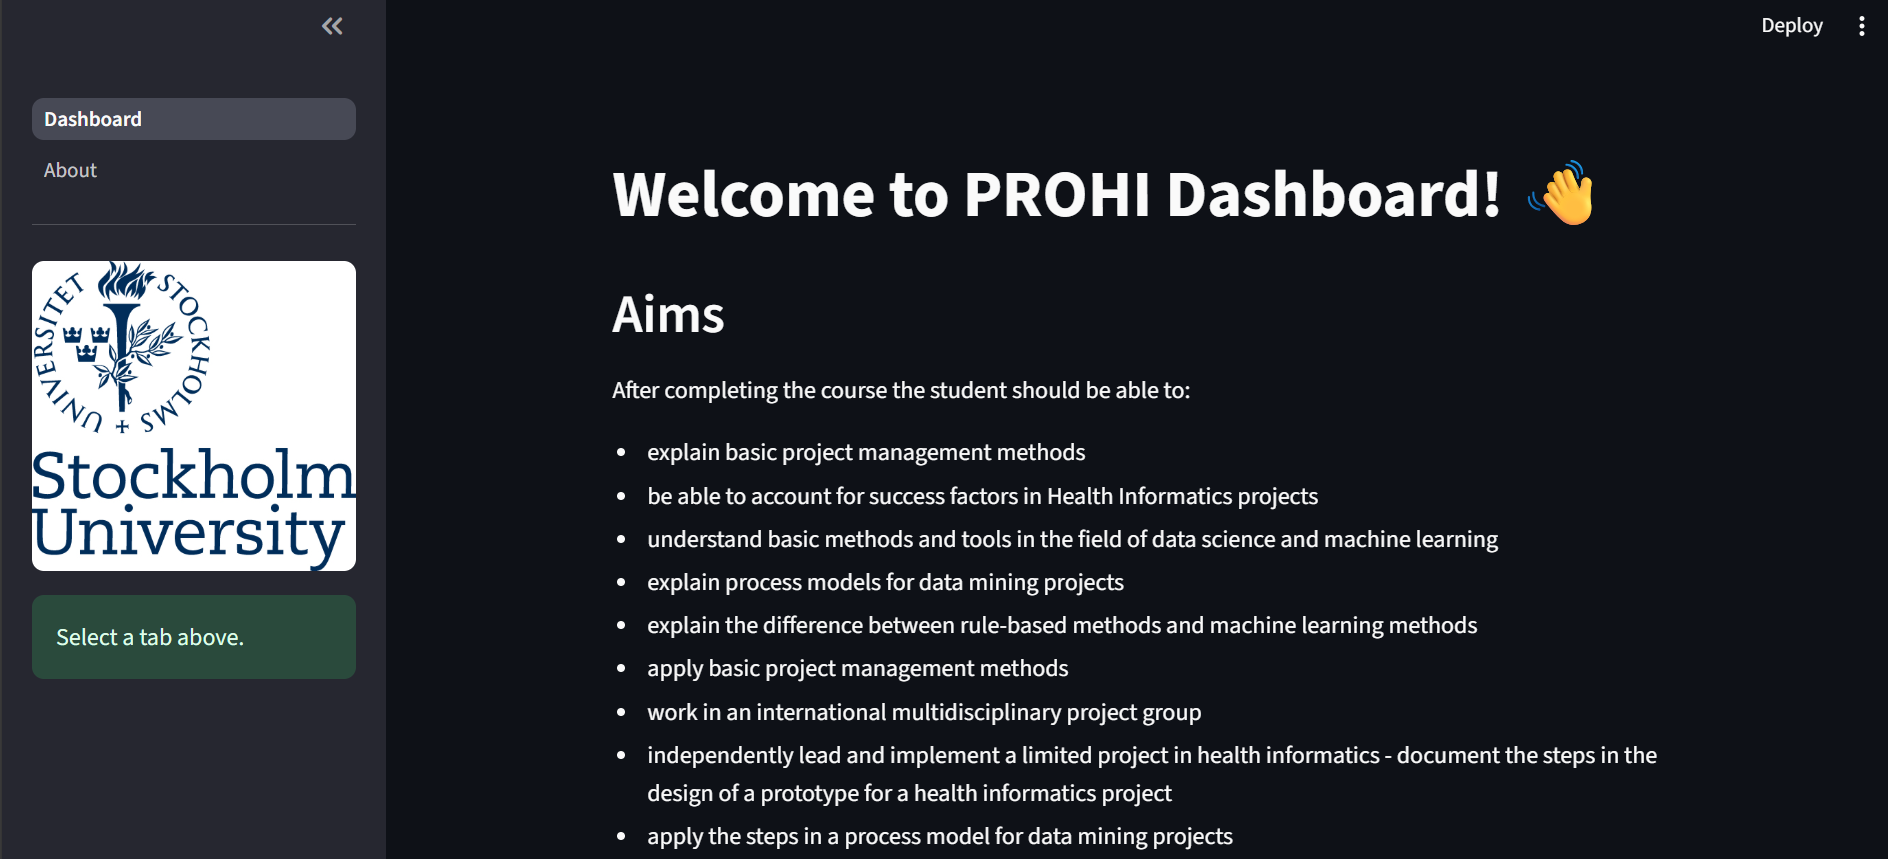 Deploy
Dashboard
About
STOCKHOLMS UNIVERSITET
Stockholm
University
Select a tab above.
Welcome to PROHI Dashboard! 👋
Aims
After completing the course the student should be able to:
• explain basic project management methods
• be able to account for success factors in Health Informatics projects
• understand basic methods and tools in the field of data science and machine learning
• explain process models for data mining projects
• explain the difference between rule-based methods and machine learning methods
• apply basic project management methods
• work in an international multidisciplinary project group
• independently lead and implement a limited project in health informatics - document the steps in the
design of a prototype for a health informatics project
• apply the steps in a process model for data mining projects